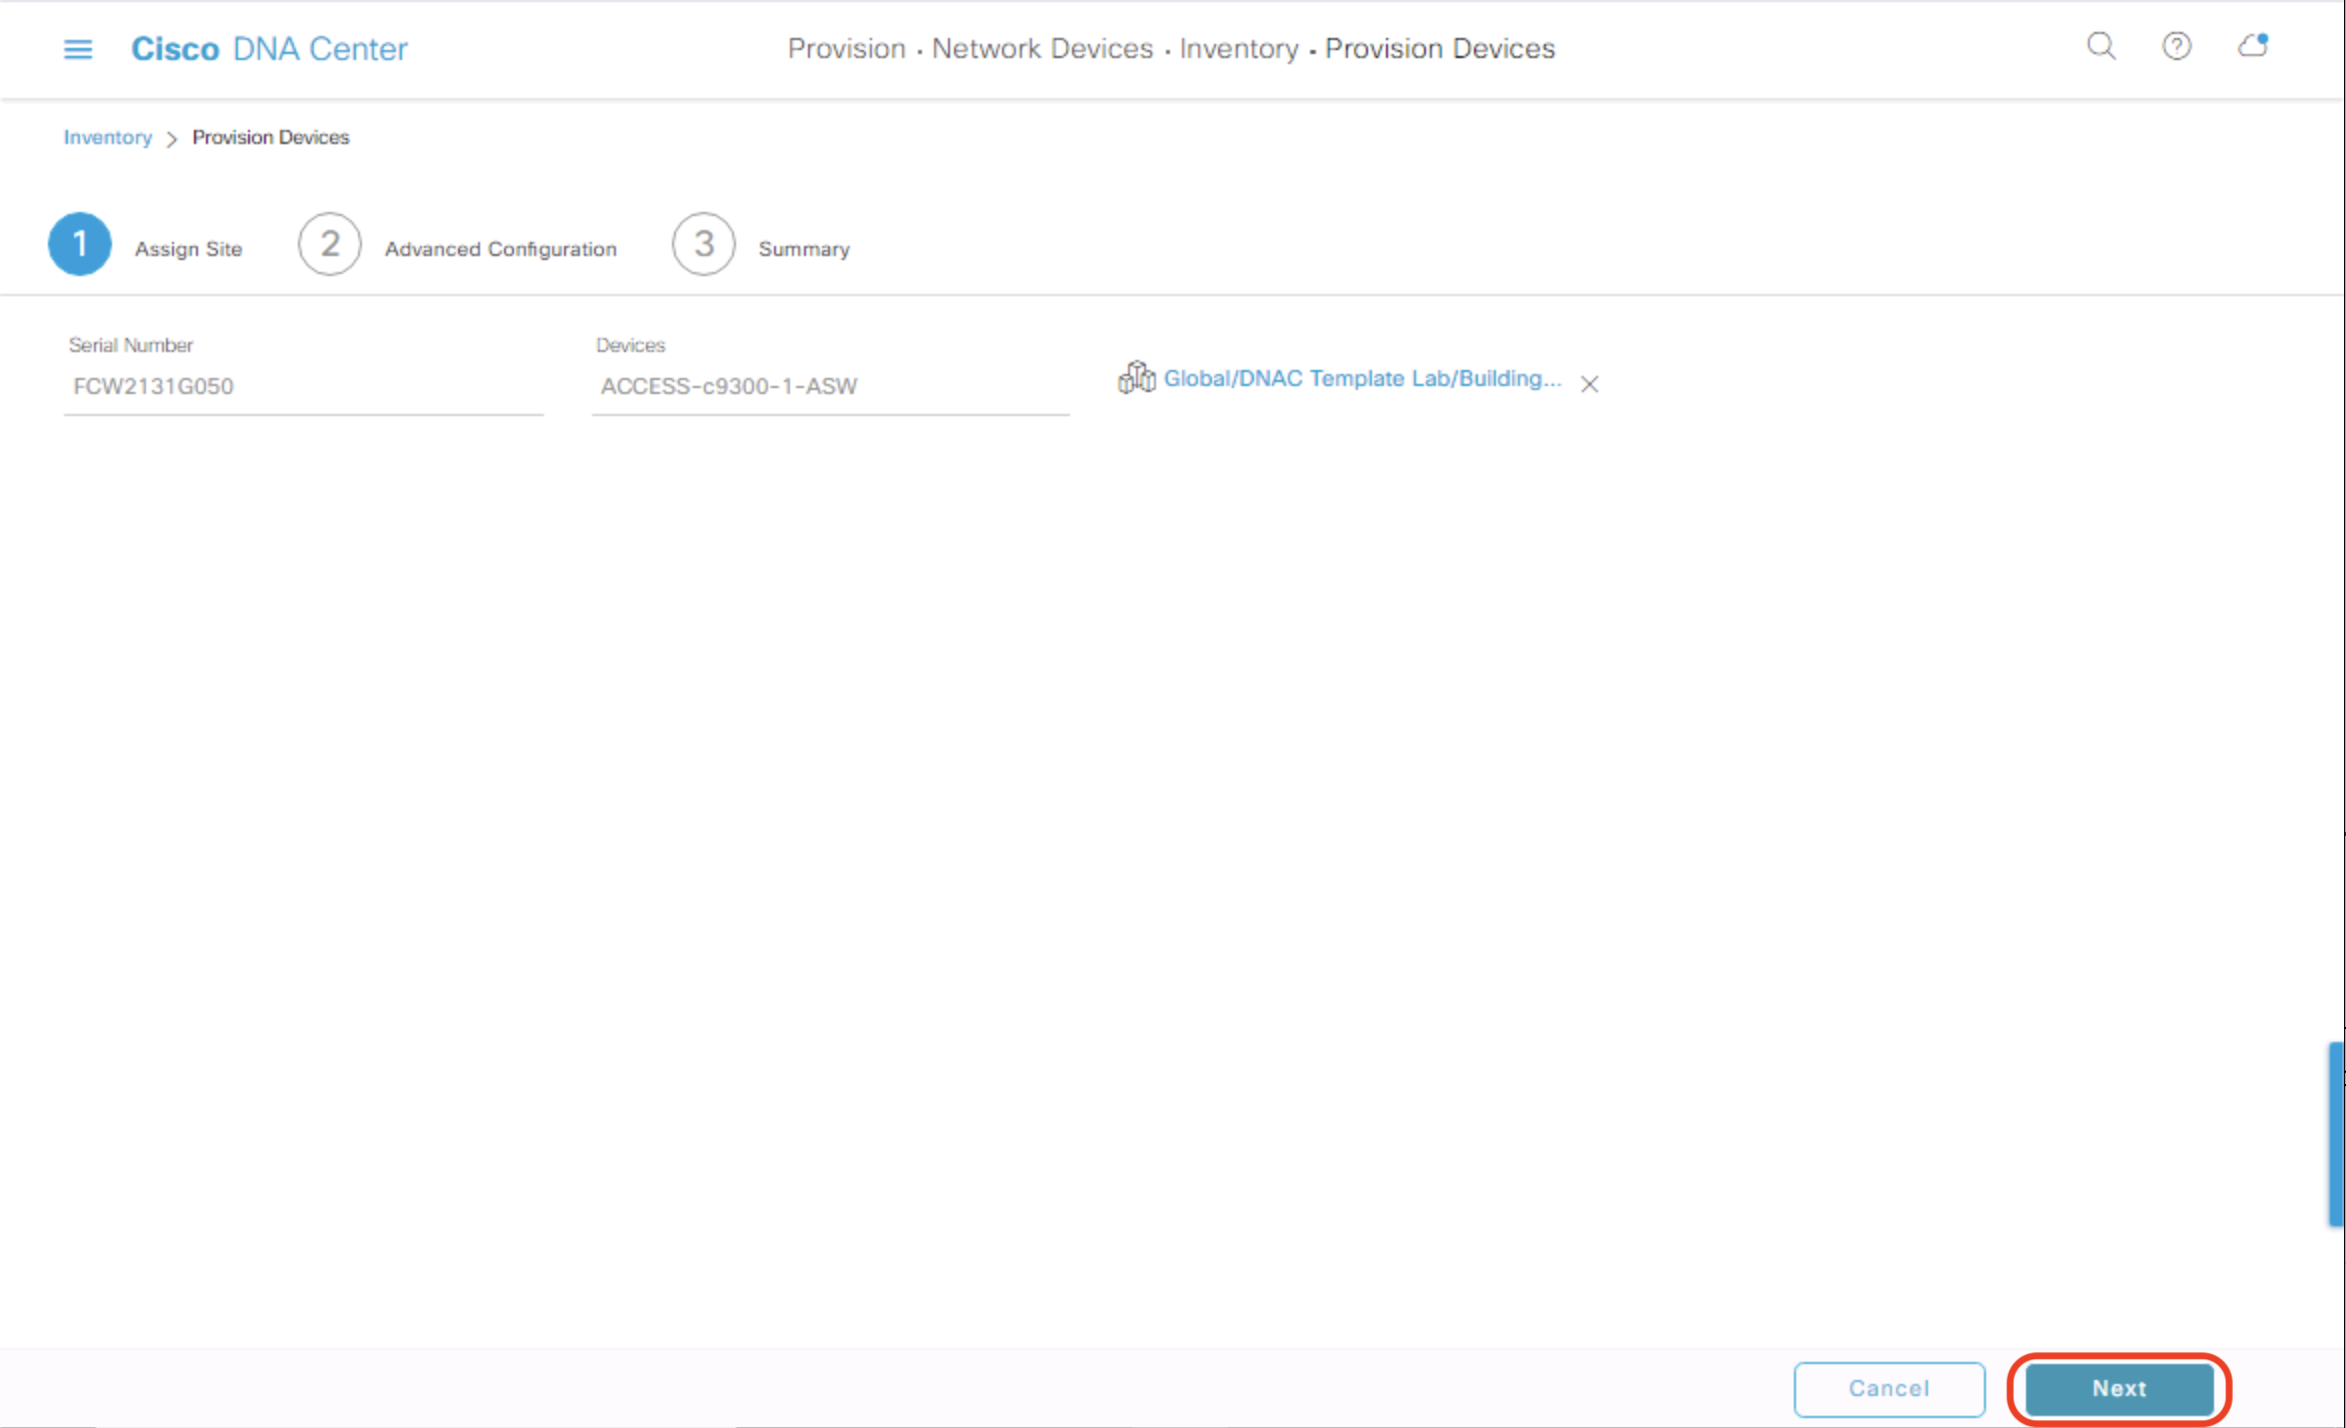 Cisco DNA Center
Provision · Network Devices · Inventory · Provision Devices
Inventory > Provision Devices
1 Assign Site 2 Advanced Configuration 3 Summary
Serial Number
FCW2131G050
Devices
ACCESS-c9300-1-ASW
Global/DNAC Template Lab/Building...
Cancel
Next